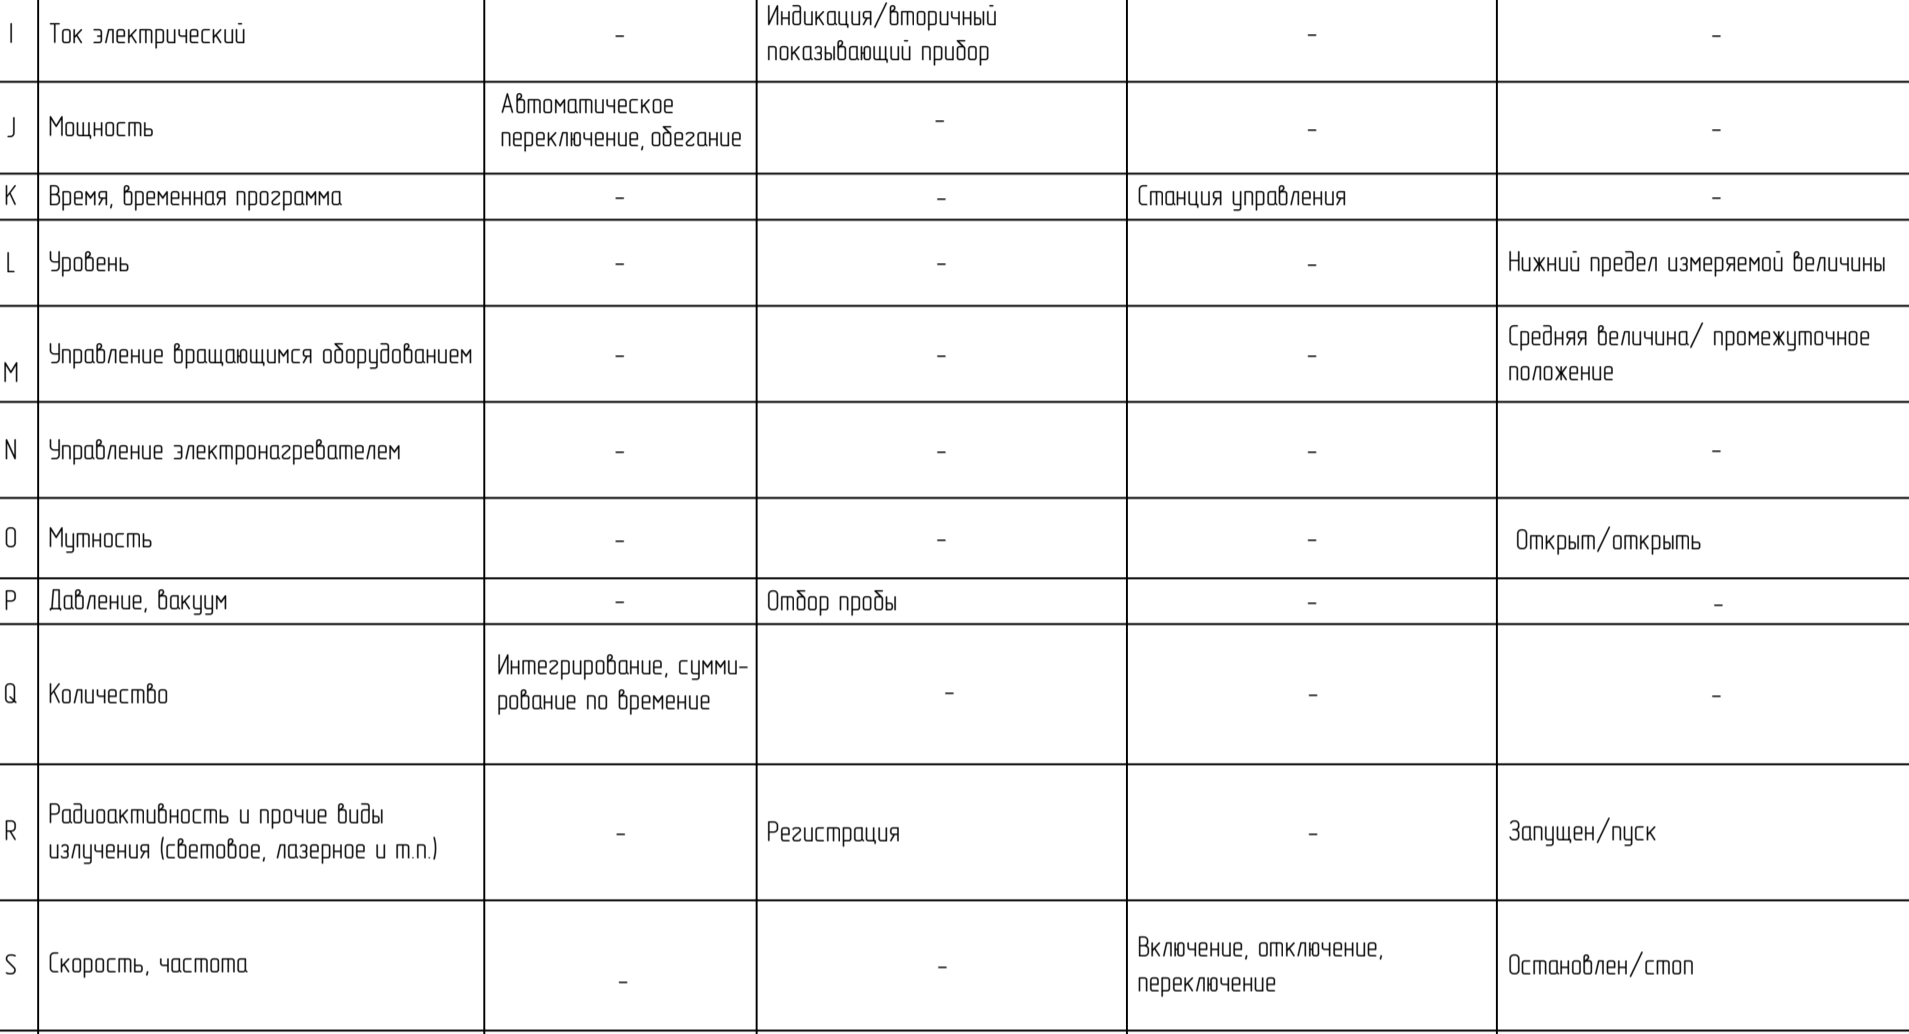 I Ток электрический - Индикация/вторичный - -
показывающий прибор
J Мощность Автоматическое - - -
переключение, обегание
K Время, временная программа - - Станция управления -
L Уровень - - - Нижний предел измеряемой величины
M Управление вращающимся оборудованием - - - Средняя величина/ промежуточное
положение
N Управление электронагревателем - - - -
O Мутность - - - Открыт/открыть
P Давление, вакуум - Отбор пробы - -
Q Количество Интегрирование, сумми- - - -
рование по времение
R Радиоактивность и прочие виды - Регистрация - Запущен/пуск
излучения (световое, лазерное и т.п.)
S Скорость, частота - - Включение, отключение, Остановлен/стоп
переключение